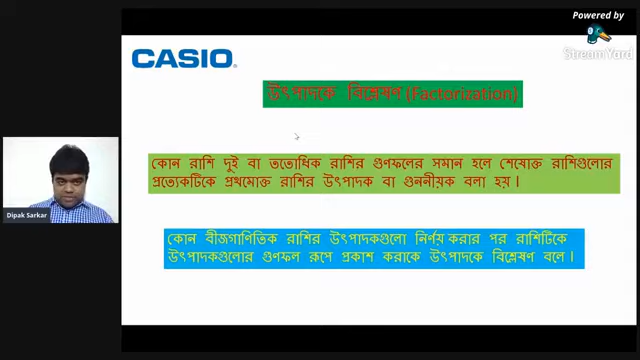 Powered by
StreamYard
CASIO
উৎপাদকে বিশ্লেষণ (Factorization)
কোন রাশি দুই বা ততোধিক রাশির গুণফলের সমান হলে শেষোক্ত রাশিগুলোর
প্রত্যেকটিকে প্রথমোক্ত রাশির উৎপাদক বা গুননীয়ক বলা হয় ।
Dipak Sarkar
কোন বীজগাণিতিক রাশির উৎপাদকগুলো নির্ণয় করার পর রাশিটিকে
উৎপাদকগুলোর গুণফল রূপে প্রকাশ করাকে উৎপাদকে বিশ্লেষণ বলে ।